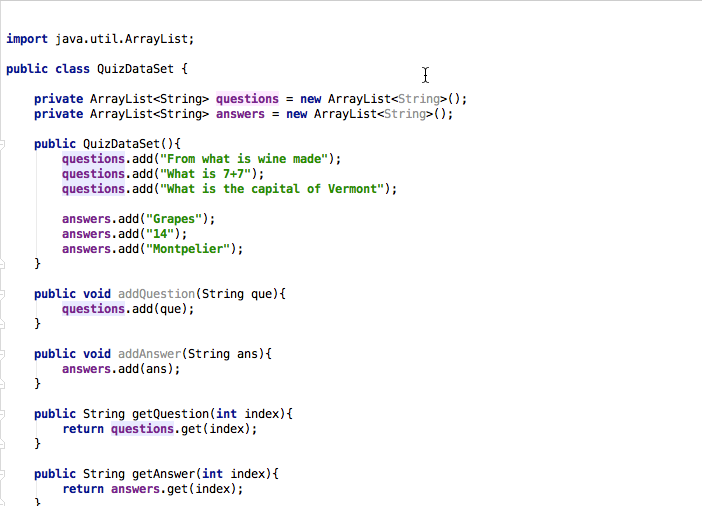 import java.util.ArrayList;
public class QuizDataSet {
private ArrayList<String> questions = new ArrayList<String>();
private ArrayList<String> answers = new ArrayList<String>();
public QuizDataSet(){
questions.add("From what is wine made");
questions.add("What is 7+7");
questions.add("What is the capital of Vermont");
answers.add("Grapes");
answers.add("14");
answers.add("Montpelier");
}
public void addQuestion(String que){
questions.add(que);
}
public void addAnswer(String ans){
answers.add(ans);
}
public String getQuestion(int index){
return questions.get(index);
}
public String getAnswer(int index){
return answers.get(index);
}